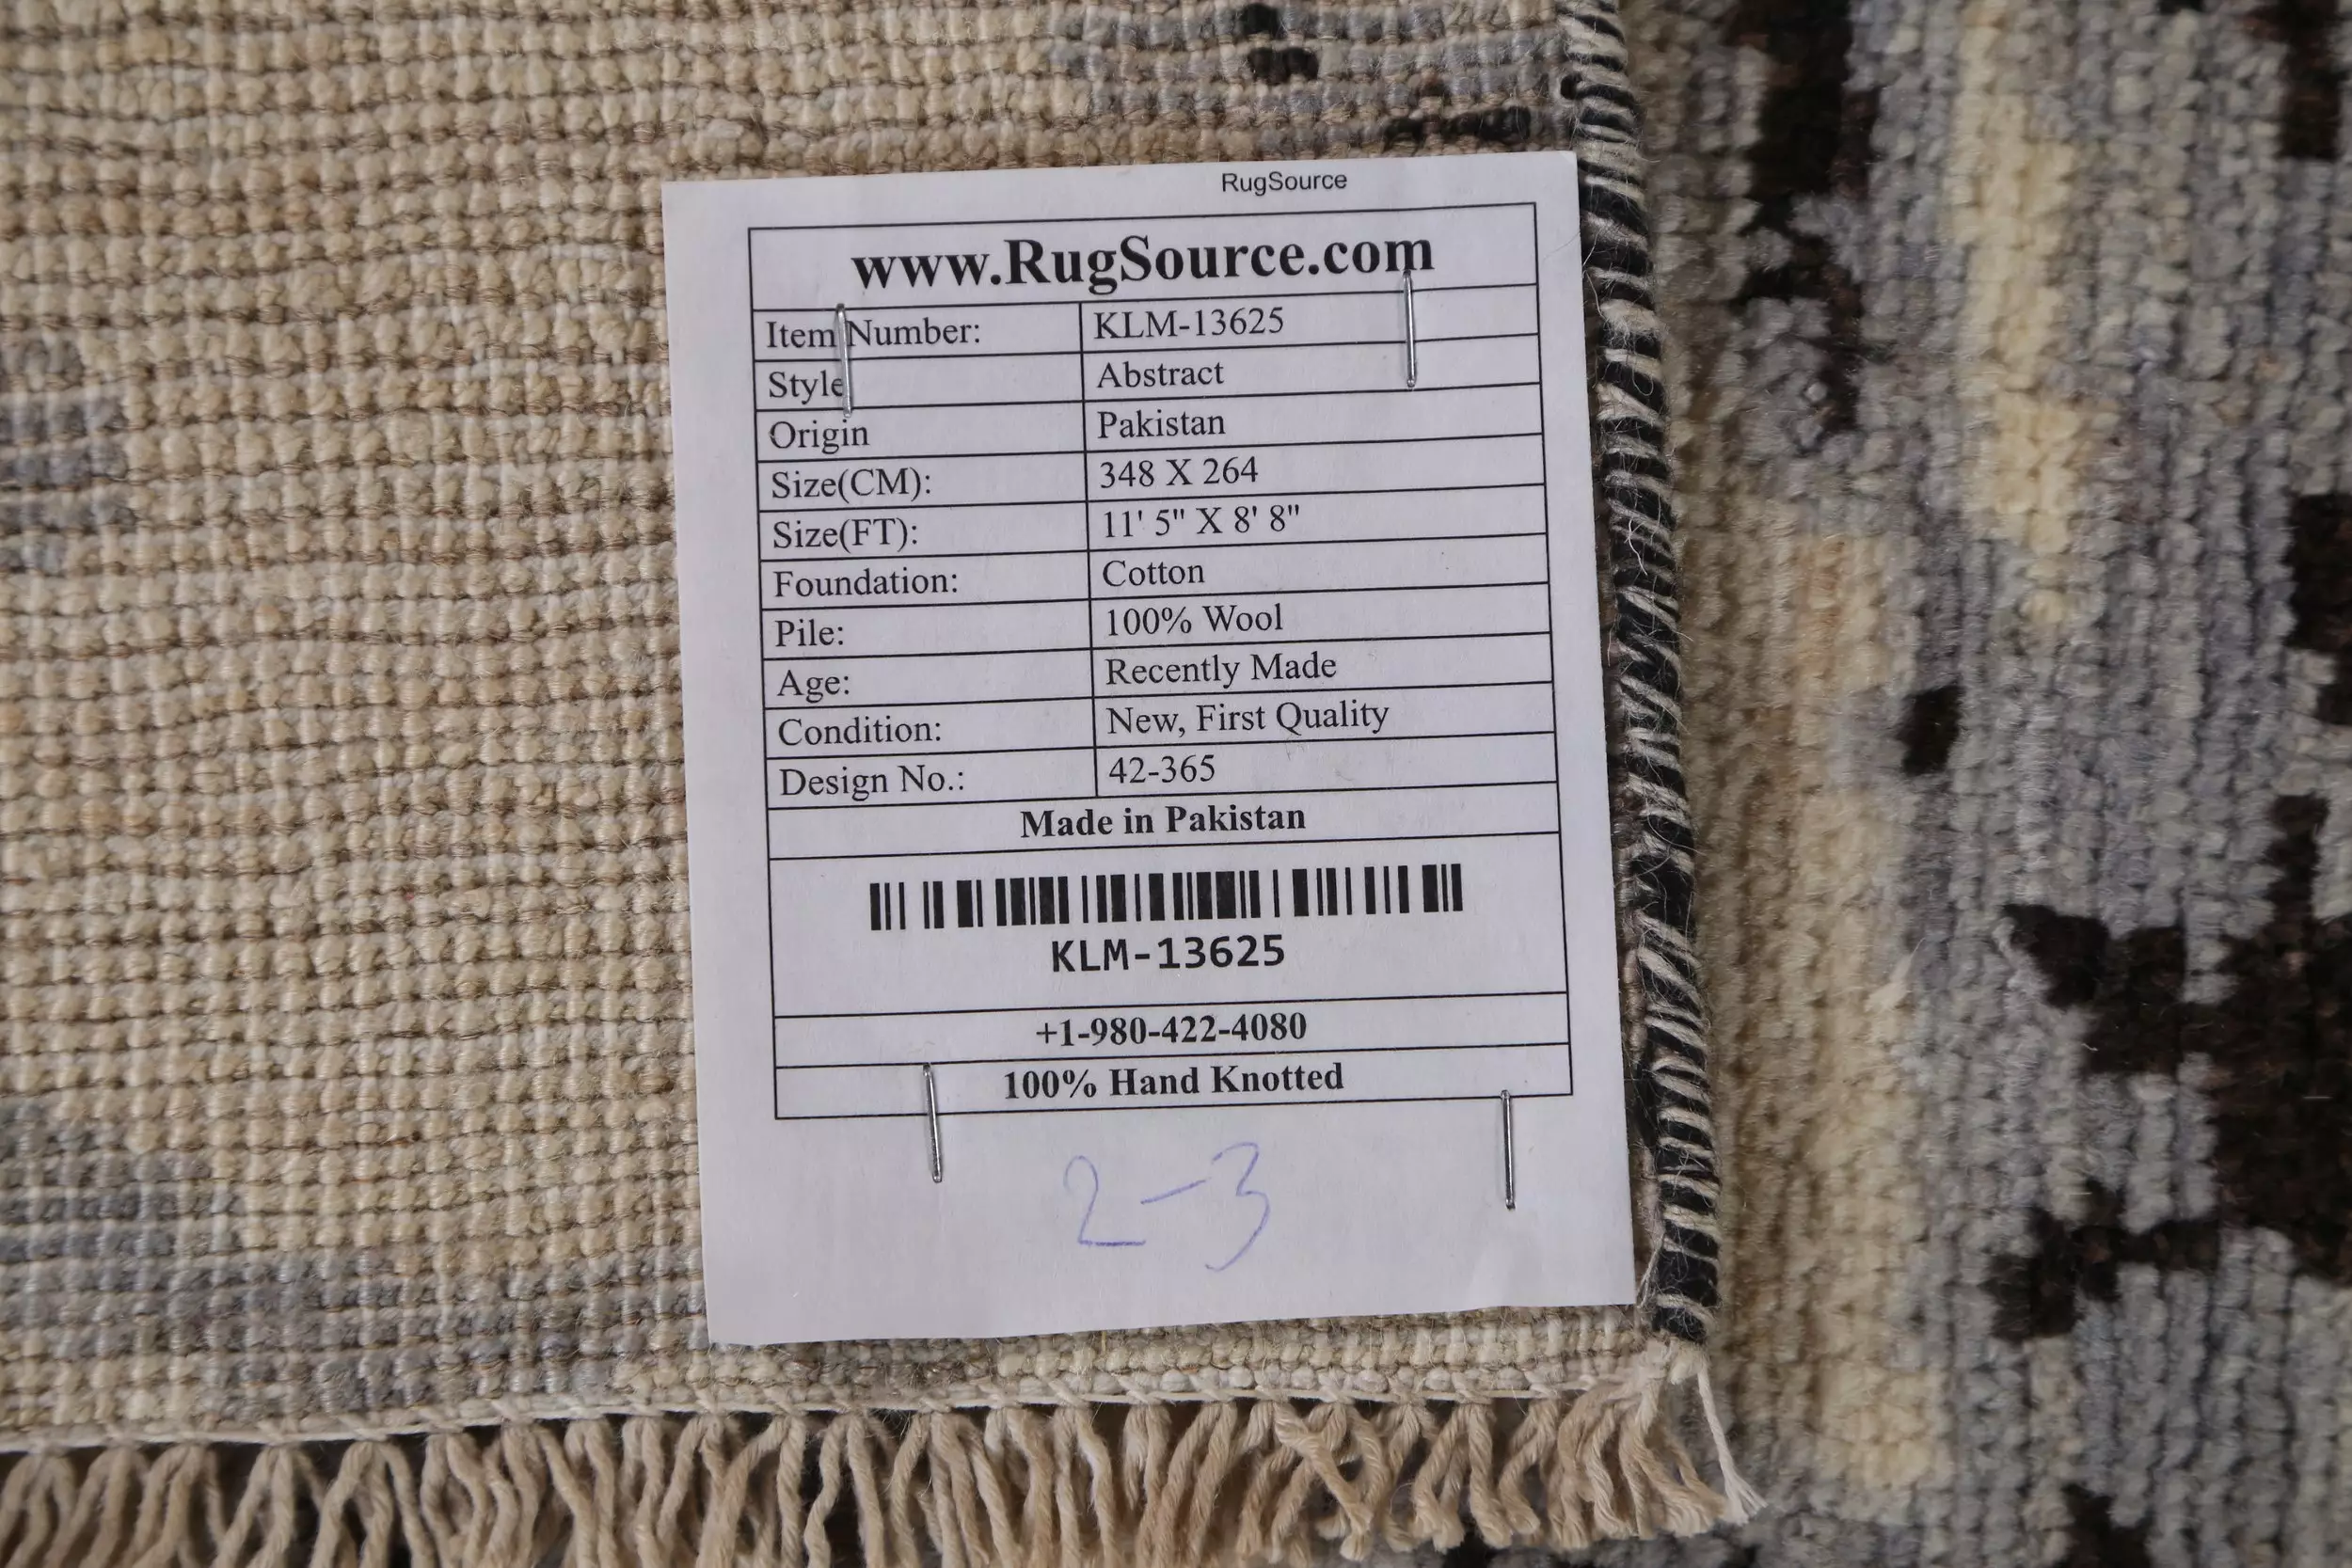 RugSource
www.RugSource.com
Item Number: KLM-13625
Style Abstract
Origin Pakistan
Size(CM): 348 X 264
Size(FT): 11' 5" X 8' 8"
Foundation: Cotton
Pile: 100% Wool
Age: Recently Made
Condition: New, First Quality
Design No.: 42-365
Made in Pakistan
KLM-13625
+1-980-422-4080
100% Hand Knotted
2-3